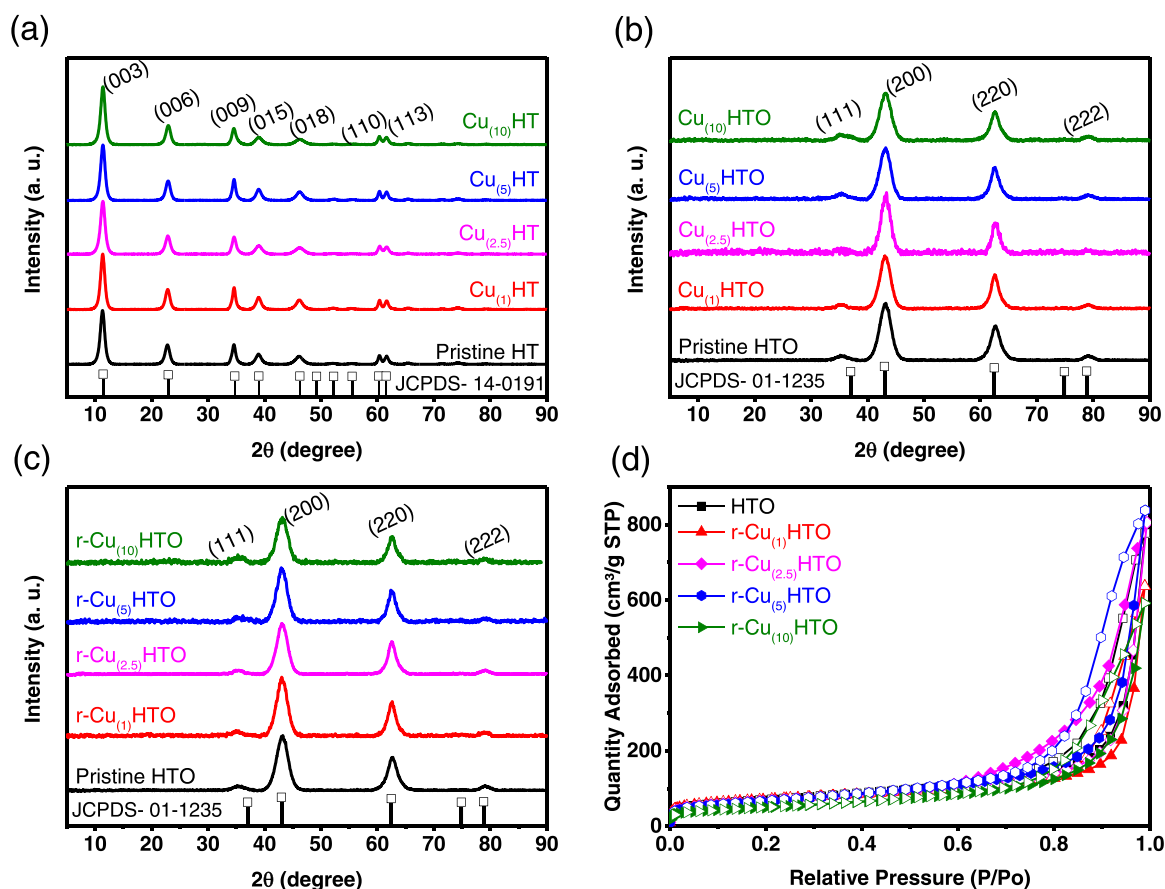 (a)
(003)
(006)
(009)
(015)
(018)
(110)
(113)
Cu(10)HT
Cu(5)HT
Cu(2.5)HT
Cu(1)HT
Pristine HT
JCPDS- 14-0191
Intensity (a. u.)
10 20 30 40 50 60 70 80 90
2θ (degree)
(b)
(111)
(200)
(220)
(222)
Cu(10)HTO
Cu(5)HTO
Cu(2.5)HTO
Cu(1)HTO
Pristine HTO
JCPDS- 01-1235
Intensity (a. u.)
10 20 30 40 50 60 70 80 90
2θ (degree)
(c)
(111)
(200)
(220)
(222)
r-Cu(10)HTO
r-Cu(5)HTO
r-Cu(2.5)HTO
r-Cu(1)HTO
Pristine HTO
JCPDS- 01-1235
Intensity (a. u.)
10 20 30 40 50 60 70 80 90
2θ (degree)
(d)
HTO
r-Cu(1)HTO
r-Cu(2.5)HTO
r-Cu(5)HTO
r-Cu(10)HTO
Quantity Adsorbed (cm³/g STP)
800
600
400
200
0
0.0 0.2 0.4 0.6 0.8 1.0
Relative Pressure (P/Po)